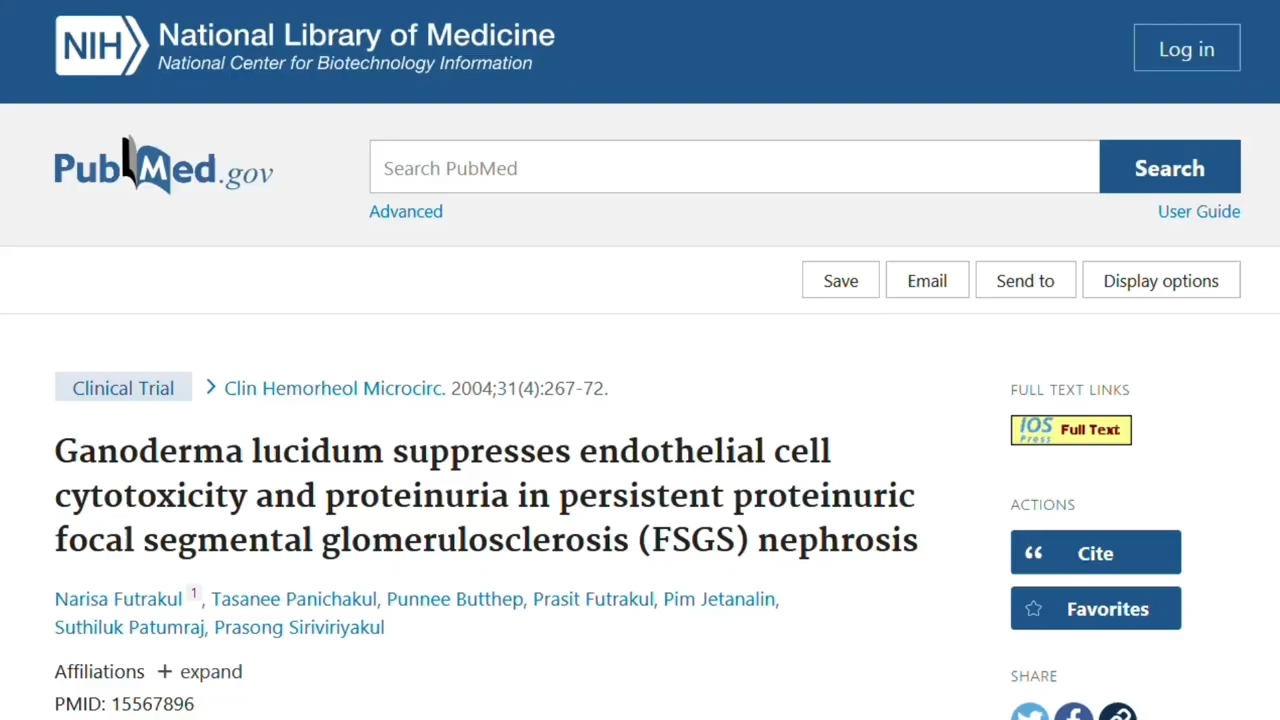 NIH National Library of Medicine
National Center for Biotechnology Information
Log in
PubMed.gov
Search PubMed
Search
Advanced
User Guide
Save
Email
Send to
Display options
Clinical Trial > Clin Hemorheol Microcirc. 2004;31(4):267-72.
Ganoderma lucidum suppresses endothelial cell
cytotoxicity and proteinuria in persistent proteinuric
focal segmental glomerulosclerosis (FSGS) nephrosis
Narisa Futrakul 1, Tasanee Panichakul, Punnee Butthep, Prasit Futrakul, Pim Jetanalin,
Suthiluk Patumraj, Prasong Siriviriyakul
Affiliations + expand
PMID: 15567896
FULL TEXT LINKS
IOS Press Full Text
ACTIONS
Cite
Favorites
SHARE